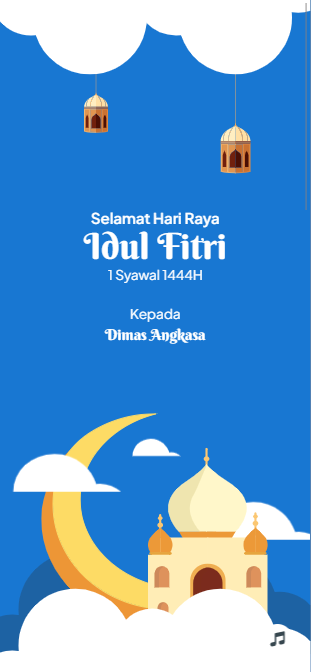 Selamat Hari Raya
Idul Fitri
1 Syawal 1444H
Kepada
Dimas Angkasa